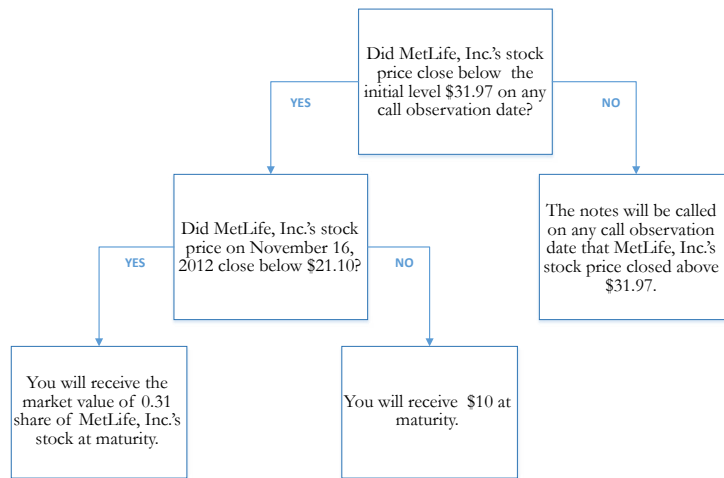 Did MetLife, Inc.'s stock
price close below the
initial level $31.97 on any
call observation date?
YES
NO
Did MetLife, Inc.'s stock
price on November 16,
2012 close below $21.10?
The notes will be called
on any call observation
date that MetLife, Inc.'s
stock price closed above
$31.97.
YES
NO
You will receive the
market value of 0.31
share of MetLife, Inc.'s
stock at maturity.
You will receive $10 at
maturity.